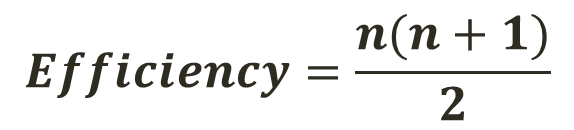 Efficiency = n(n + 1) / 2